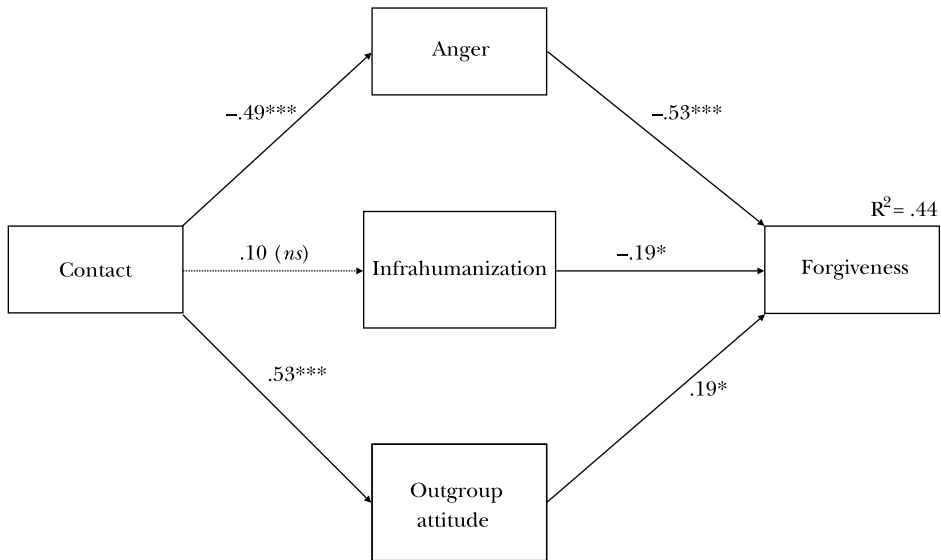 Anger
–.49***
–.53***
R² = .44
Contact
.10 (ns)
Infrahumanization
–.19*
Forgiveness
.53***
.19*
Outgroup
attitude